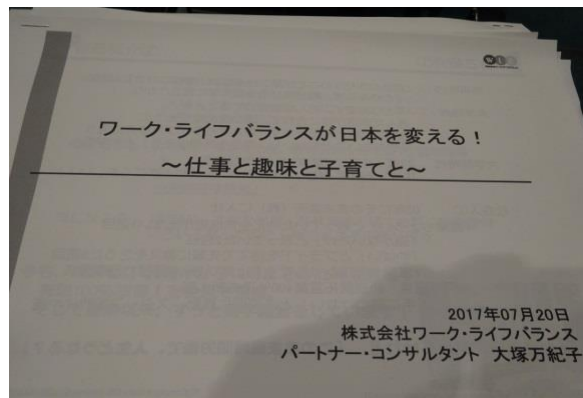 ワーク・ライフバランスが日本を変える！
～仕事と趣味と子育てと～
2017年07月20日
株式会社ワーク・ライフバランス
パートナー・コンサルタント 大塚万紀子